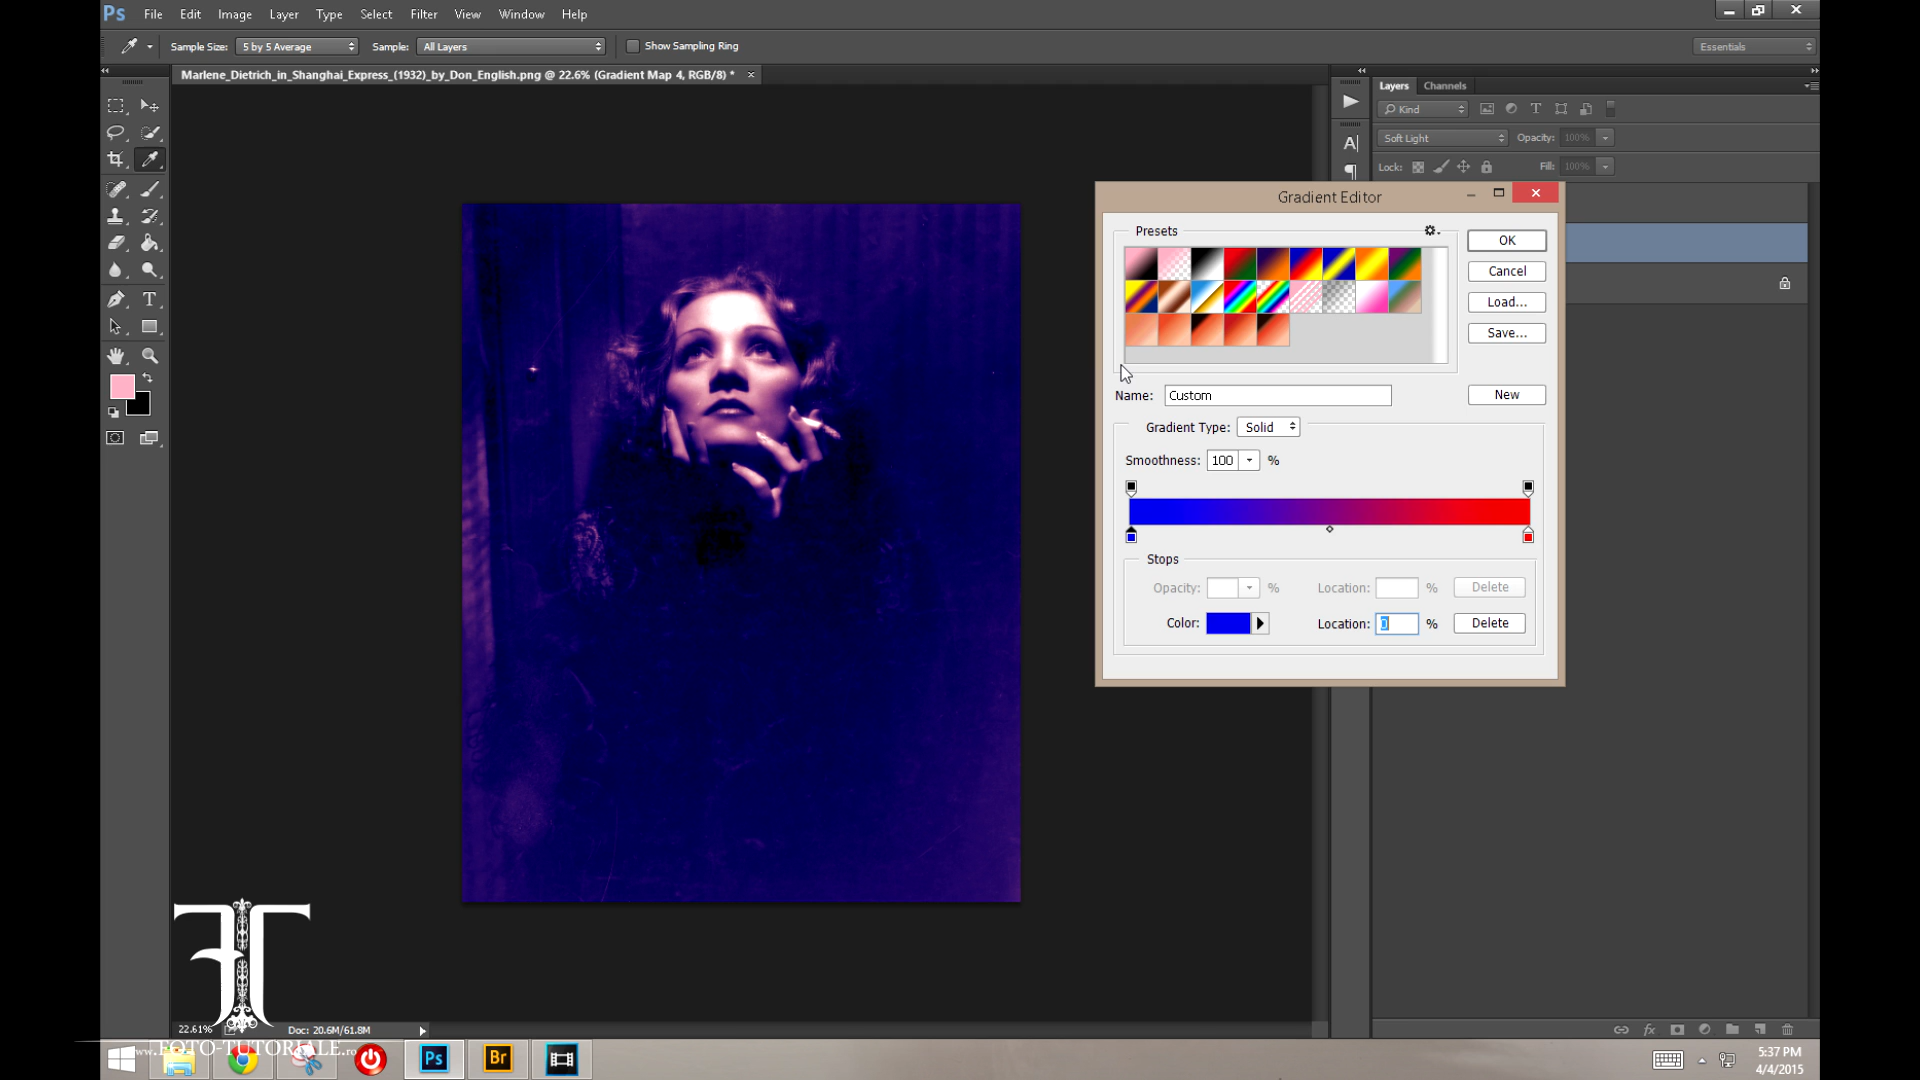 Ps File Edit Image Layer Type Select Filter View Window Help
Sample Size: 5 by 5 Average Sample: All Layers Show Sampling Ring Essentials
Marlene_Dietrich_in_Shanghai_Express_(1932)_by_Don_English.png @ 22.6% (Gradient Map 4, RGB/8) *
Layers Channels
Kind
Soft Light Opacity: 100%
Lock: Fill: 100%
Gradient Editor
Presets
OK
Cancel
Load...
Save...
Name: Custom New
Gradient Type: Solid
Smoothness: 100 %
Stops
Opacity: % Location: % Delete
Color: Location: 0 % Delete
22.61% Doc: 20.6M/61.8M
www.FOTO-TUTORIALE.ro
Ps Br
5:37 PM
4/4/2015